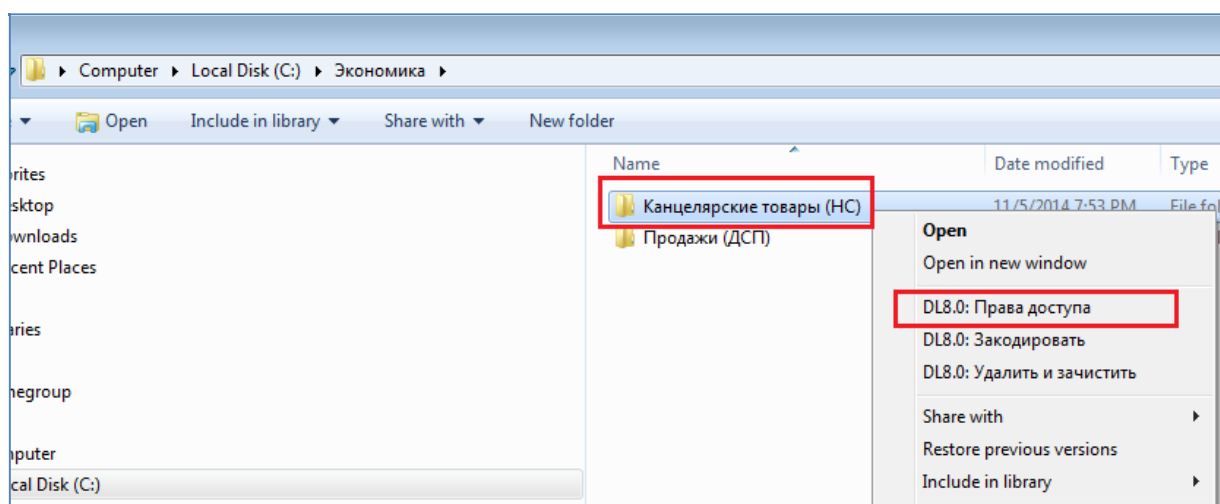 Computer Local Disk (C:) Экономика
Open Include in library Share with New folder
Name Date modified Type
rites
Канцелярские товары (НС) 11/5/2014 7:53 PM File fol
sktop
Продажи (ДСП)
wnloads
cent Places
aries
negroup
nputer
cal Disk (C:)
Open
Open in new window
DL8.0: Права доступа
DL8.0: Закодировать
DL8.0: Удалить и зачистить
Share with
Restore previous versions
Include in library